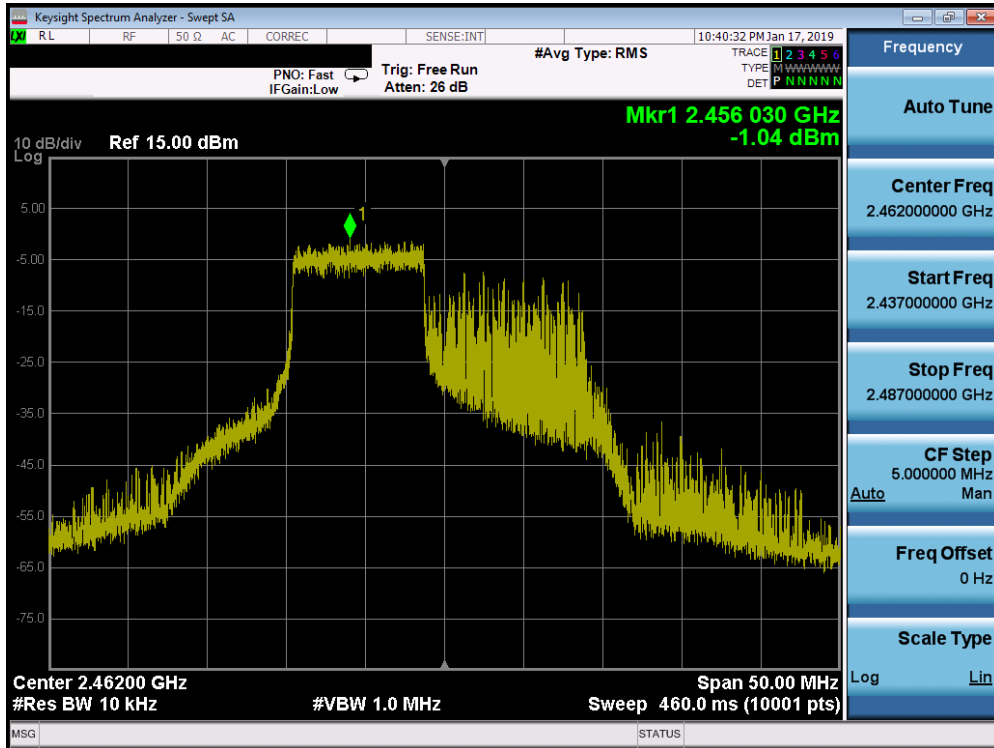 Keysight Spectrum Analyzer - Swept SA
LXI RL RF 50 Ω AC CORREC SENSE:INT 10:40:32 PM Jan 17, 2019
#Avg Type: RMS TRACE 1 2 3 4 5 6
PNO: Fast Trig: Free Run TYPE M WWWWW
IFGain:Low Atten: 26 dB DET P N N N N N
Mkr1 2.456 030 GHz
-1.04 dBm
10 dB/div Ref 15.00 dBm
Log
1
5.00
-5.00
-15.0
-25.0
-35.0
-45.0
-55.0
-65.0
-75.0
Center 2.46200 GHz Span 50.00 MHz
#Res BW 10 kHz #VBW 1.0 MHz Sweep 460.0 ms (10001 pts)
MSG STATUS
Frequency
Auto Tune
Center Freq
2.462000000 GHz
Start Freq
2.437000000 GHz
Stop Freq
2.487000000 GHz
CF Step
5.000000 MHz
Auto Man
Freq Offset
0 Hz
Scale Type
Log Lin